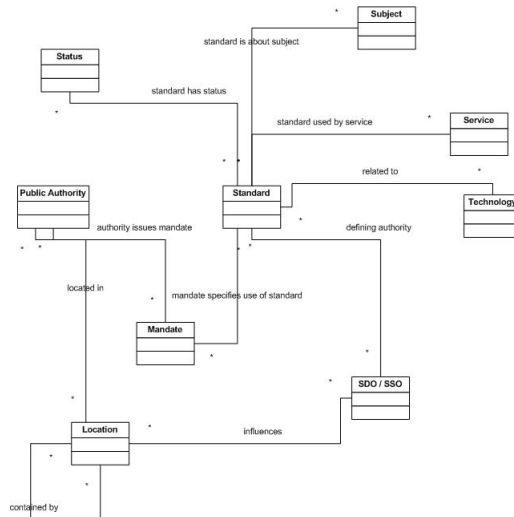 *
Subject
standard is about subject
Status
standard has status
*
*
standard used by service
Service
*
*
related to
*
Public Authority
Standard
Technology
*
authority issues mandate
defining authority
*
*
*
*
located in
mandate specifies use of standard
*
Mandate
*
*
*
SDO / SSO
*
Location
*
influences
*
*
contained by
*